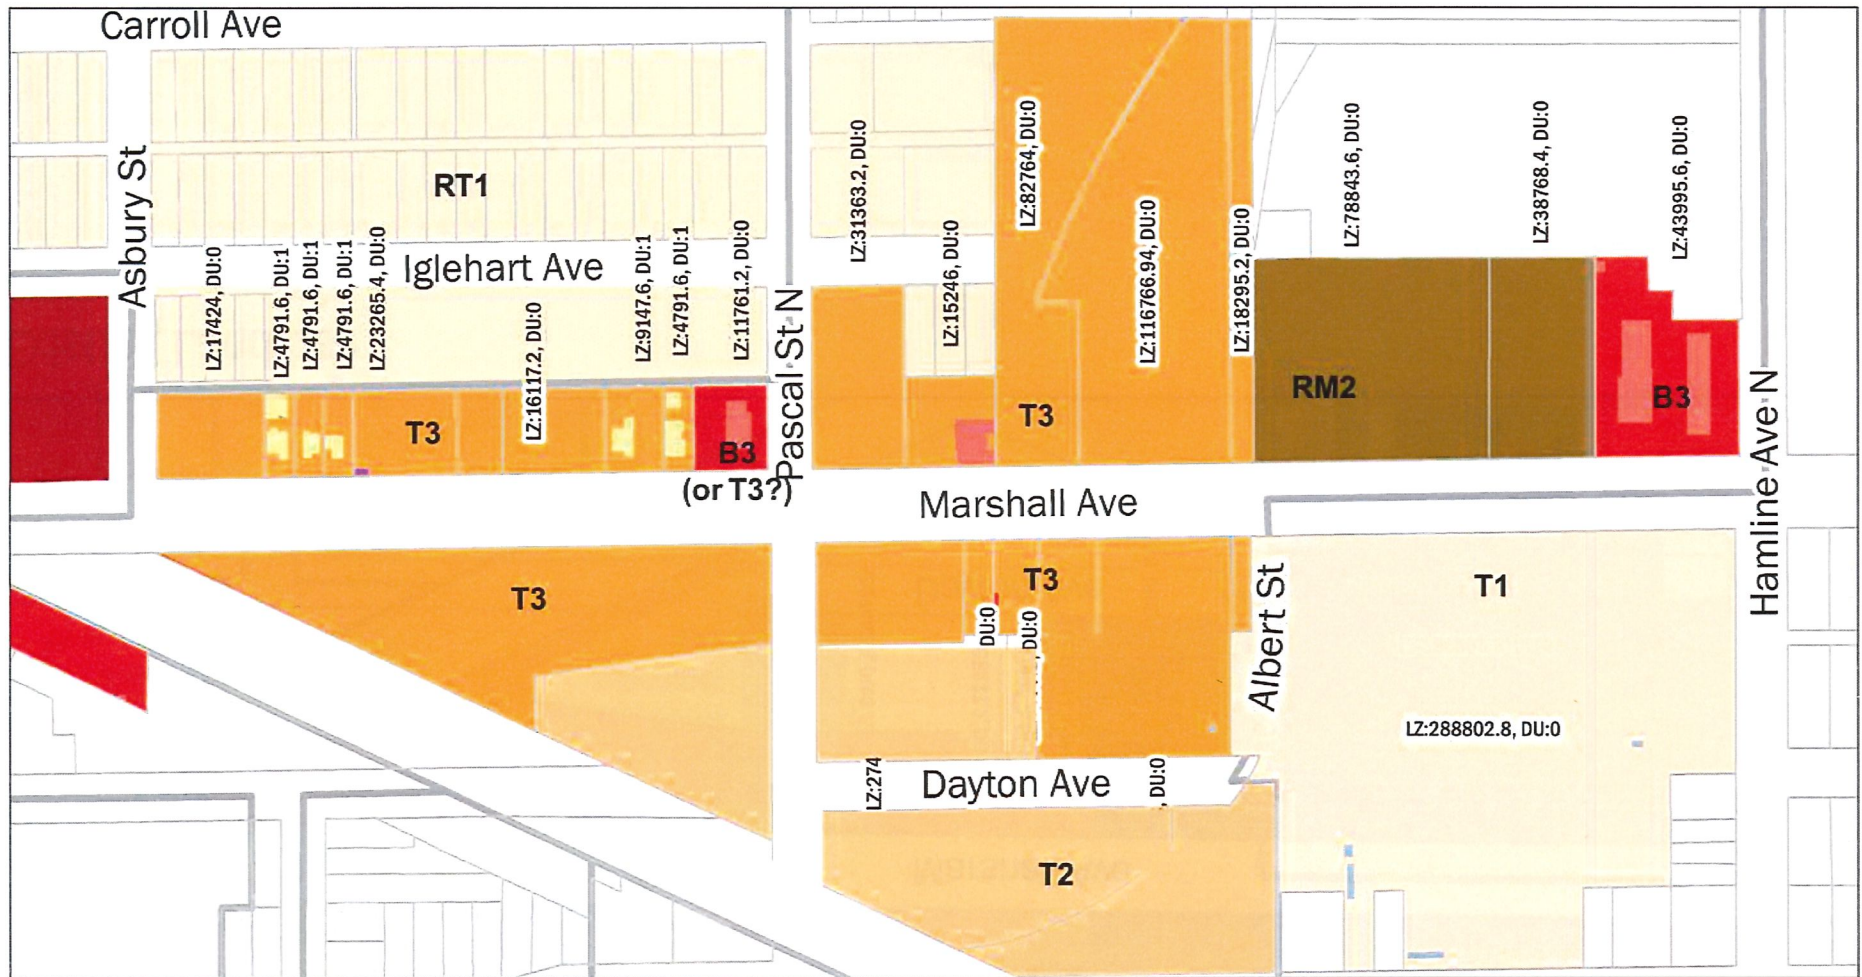 Carroll Ave
Asbury St
RT1
LZ:31363.2, DU:0
LZ:82764, DU:0
LZ:78843.6, DU:0
LZ:38768.4, DU:0
LZ:43995.6, DU:0
LZ:17424, DU:0
LZ:4791.6, DU:1
LZ:4791.6, DU:1
LZ:4791.6, DU:1
LZ:23265.4, DU:0
Iglehart Ave
LZ:16117.2, DU:0
LZ:9147.6, DU:1
LZ:4791.6, DU:1
LZ:11761.2, DU:0
Pascal St N
LZ:15246, DU:0
LZ:116766.94, DU:0
LZ:18295.2, DU:0
T3
B3
(or T3?)
T3
RM2
B3
Hamline Ave N
Marshall Ave
T3
T3
DU:0
, DU:0
Albert St
T1
LZ:288802.8, DU:0
LZ:274
Dayton Ave
, DU:0
T2